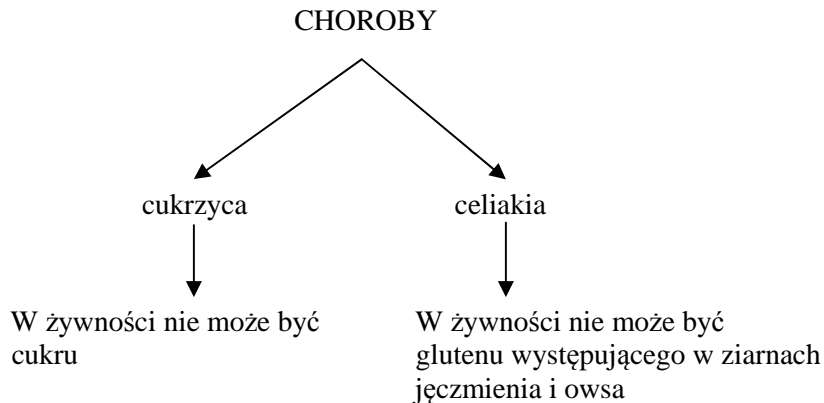 CHOROBY
cukrzyca
celiakia
W żywności nie może być
cukru
W żywności nie może być
glutenu występującego w ziarnach
jęczmienia i owsa